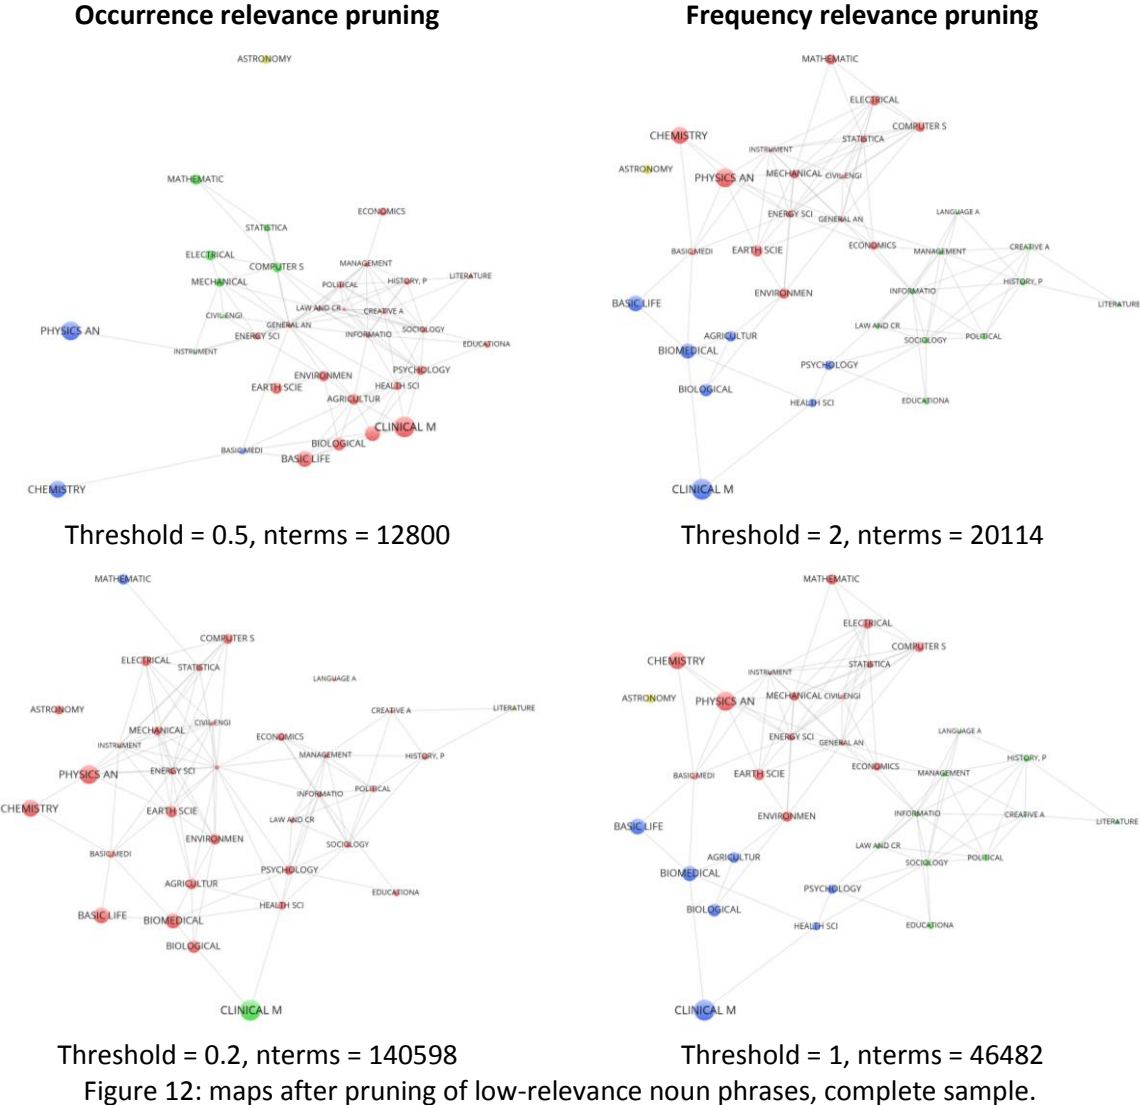 Occurrence relevance pruning
Frequency relevance pruning
ASTRONOMY
MATHEMATIC
ECONOMICS
STATISTICA
ELECTRICAL
COMPUTER S
MANAGEMENT
MECHANICAL
POLITICAL
HISTORY, P
LITERATURE
LAW AND CR
CREATIVE A
CIVIL ENGI
GENERAL AN
PHYSICS AN
ENERGY SCI
INFORMATIO
SOCIOLOGY
EDUCATIONA
INSTRUMENT
ENVIRONMEN
PSYCHOLOGY
EARTH SCIE
HEALTH SCI
AGRICULTUR
CLINICAL M
BIOLOGICAL
BASIC MEDI
BASIC LIFE
CHEMISTRY
Threshold = 0.5, nterms = 12800
MATHEMATIC
ELECTRICAL
COMPUTER S
CHEMISTRY
STATISTICA
INSTRUMENT
ASTRONOMY
PHYSICS AN
MECHANICAL
CIVIL ENGI
ENERGY SCI
GENERAL AN
LANGUAGE A
BASIC MEDI
EARTH SCIE
ECONOMICS
MANAGEMENT
CREATIVE A
HISTORY, P
ENVIRONMEN
INFORMATIO
BASIC LIFE
LITERATURE
LAW AND CR
AGRICULTUR
SOCIOLOGY
POLITICAL
BIOMEDICAL
PSYCHOLOGY
BIOLOGICAL
HEALTH SCI
EDUCATIONA
CLINICAL M
Threshold = 2, nterms = 20114
MATHEMATIC
COMPUTER S
ELECTRICAL
STATISTICA
LANGUAGE A
ASTRONOMY
CREATIVE A
LITERATURE
CIVIL ENGI
MECHANICAL
ECONOMICS
INSTRUMENT
MANAGEMENT
HISTORY, P
PHYSICS AN
ENERGY SCI
POLITICAL
INFORMATIO
CHEMISTRY
EARTH SCIE
LAW AND CR
ENVIRONMEN
SOCIOLOGY
BASIC MEDI
PSYCHOLOGY
AGRICULTUR
EDUCATIONA
HEALTH SCI
BASIC LIFE
BIOMEDICAL
BIOLOGICAL
CLINICAL M
Threshold = 0.2, nterms = 140598
MATHEMATIC
ELECTRICAL
COMPUTER S
CHEMISTRY
STATISTICA
INSTRUMENT
ASTRONOMY
PHYSICS AN
MECHANICAL
CIVIL ENGI
ENERGY SCI
GENERAL AN
LANGUAGE A
HISTORY, P
ECONOMICS
BASIC MEDI
EARTH SCIE
MANAGEMENT
ENVIRONMEN
INFORMATIO
CREATIVE A
LITERATURE
BASIC LIFE
LAW AND CR
AGRICULTUR
SOCIOLOGY
POLITICAL
BIOMEDICAL
PSYCHOLOGY
BIOLOGICAL
HEALTH SCI
EDUCATIONA
CLINICAL M
Threshold = 1, nterms = 46482
Figure 12: maps after pruning of low-relevance noun phrases, complete sample.